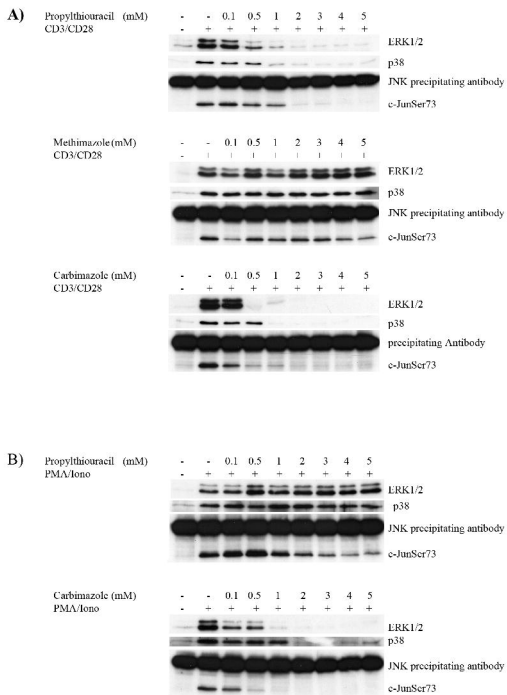 A)
Propylthiouracil (mM) - - 0.1 0.5 1 2 3 4 5
CD3/CD28 - + + + + + + + +
ERK1/2
p38
JNK precipitating antibody
c-JunSer73
Methimazole (mM) - - 0.1 0.5 1 2 3 4 5
CD3/CD28 - + + + + + + + +
ERK1/2
p38
JNK precipitating antibody
c-JunSer73
Carbimazole (mM) - - 0.1 0.5 1 2 3 4 5
CD3/CD28 - + + + + + + + +
ERK1/2
p38
precipitating Antibody
c-JunSer73
B)
Propylthiouracil (mM) - - 0.1 0.5 1 2 3 4 5
PMA/Iono - + + + + + + + +
ERK1/2
p38
JNK precipitating antibody
c-JunSer73
Carbimazole (mM) - - 0.1 0.5 1 2 3 4 5
PMA/Iono - + + + + + + + +
ERK1/2
p38
JNK precipitating antibody
c-JunSer73